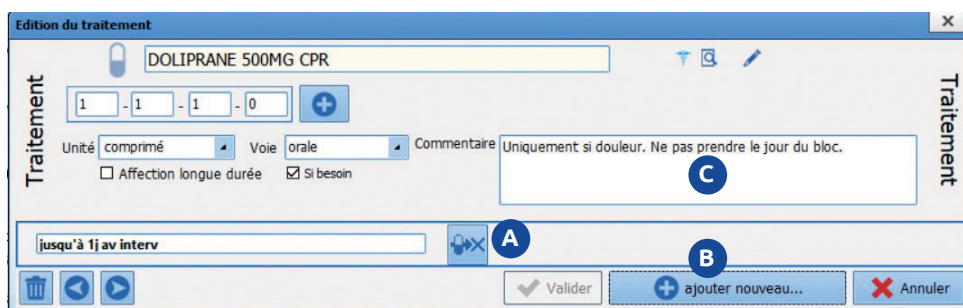 Edition du traitement
Traitement
DOLIPRANE 500MG CPR
1 - 1 - 1 - 0
Unité comprimé Voie orale Commentaire Uniquement si douleur. Ne pas prendre le jour du bloc.
Affection longue durée Si besoin
C
Traitement
jusqu'à 1j av interv
A
B
Valider ajouter nouveau... Annuler